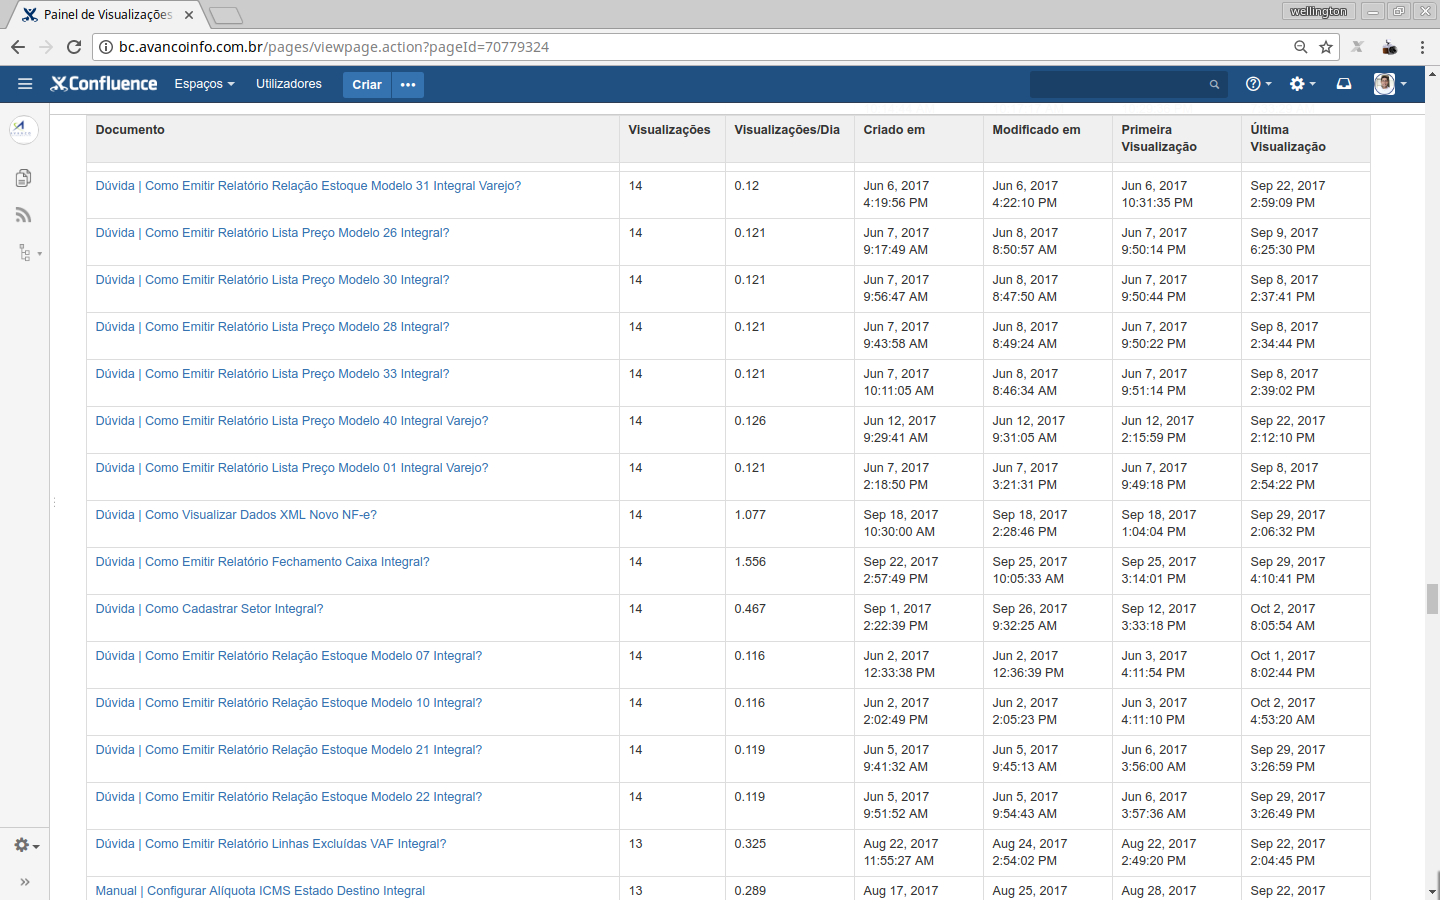 Painel de Visualizações
wellington
bc.avancoinfo.com.br/pages/viewpage.action?pageId=70779324
Confluence Espaços Utilizadores Criar
Documento Visualizações Visualizações/Dia Criado em Modificado em Primeira Visualização Última Visualização
Dúvida | Como Emitir Relatório Relação Estoque Modelo 31 Integral Varejo? 14 0.12 Jun 6, 2017 4:19:56 PM Jun 6, 2017 4:22:10 PM Jun 6, 2017 10:31:35 PM Sep 22, 2017 2:59:09 PM
Dúvida | Como Emitir Relatório Lista Preço Modelo 26 Integral? 14 0.121 Jun 7, 2017 9:17:49 AM Jun 8, 2017 8:50:57 AM Jun 7, 2017 9:50:14 PM Sep 9, 2017 6:25:30 PM
Dúvida | Como Emitir Relatório Lista Preço Modelo 30 Integral? 14 0.121 Jun 7, 2017 9:56:47 AM Jun 8, 2017 8:47:50 AM Jun 7, 2017 9:50:44 PM Sep 8, 2017 2:37:41 PM
Dúvida | Como Emitir Relatório Lista Preço Modelo 28 Integral? 14 0.121 Jun 7, 2017 9:43:58 AM Jun 8, 2017 8:49:24 AM Jun 7, 2017 9:50:22 PM Sep 8, 2017 2:34:44 PM
Dúvida | Como Emitir Relatório Lista Preço Modelo 33 Integral? 14 0.121 Jun 7, 2017 10:11:05 AM Jun 8, 2017 8:46:34 AM Jun 7, 2017 9:51:14 PM Sep 8, 2017 2:39:02 PM
Dúvida | Como Emitir Relatório Lista Preço Modelo 40 Integral Varejo? 14 0.126 Jun 12, 2017 9:29:41 AM Jun 12, 2017 9:31:05 AM Jun 12, 2017 2:15:59 PM Sep 22, 2017 2:12:10 PM
Dúvida | Como Emitir Relatório Lista Preço Modelo 01 Integral Varejo? 14 0.121 Jun 7, 2017 2:18:50 PM Jun 7, 2017 3:21:31 PM Jun 7, 2017 9:49:18 PM Sep 8, 2017 2:54:22 PM
Dúvida | Como Visualizar Dados XML Novo NF-e? 14 1.077 Sep 18, 2017 10:30:00 AM Sep 18, 2017 2:28:46 PM Sep 18, 2017 1:04:04 PM Sep 29, 2017 2:06:32 PM
Dúvida | Como Emitir Relatório Fechamento Caixa Integral? 14 1.556 Sep 22, 2017 2:57:49 PM Sep 25, 2017 10:05:33 AM Sep 25, 2017 3:14:01 PM Sep 29, 2017 4:10:41 PM
Dúvida | Como Cadastrar Setor Integral? 14 0.467 Sep 1, 2017 2:22:39 PM Sep 26, 2017 9:32:25 AM Sep 12, 2017 3:33:18 PM Oct 2, 2017 8:05:54 AM
Dúvida | Como Emitir Relatório Relação Estoque Modelo 07 Integral? 14 0.116 Jun 2, 2017 12:33:38 PM Jun 2, 2017 12:36:39 PM Jun 3, 2017 4:11:54 PM Oct 1, 2017 8:02:44 PM
Dúvida | Como Emitir Relatório Relação Estoque Modelo 10 Integral? 14 0.116 Jun 2, 2017 2:02:49 PM Jun 2, 2017 2:05:23 PM Jun 3, 2017 4:11:10 PM Oct 2, 2017 4:53:20 AM
Dúvida | Como Emitir Relatório Relação Estoque Modelo 21 Integral? 14 0.119 Jun 5, 2017 9:41:32 AM Jun 5, 2017 9:45:13 AM Jun 6, 2017 3:56:00 AM Sep 29, 2017 3:26:59 PM
Dúvida | Como Emitir Relatório Relação Estoque Modelo 22 Integral? 14 0.119 Jun 5, 2017 9:51:52 AM Jun 5, 2017 9:54:43 AM Jun 6, 2017 3:57:36 AM Sep 29, 2017 3:26:49 PM
Dúvida | Como Emitir Relatório Linhas Excluídas VAF Integral? 13 0.325 Aug 22, 2017 11:55:27 AM Aug 24, 2017 2:54:02 PM Aug 22, 2017 2:49:20 PM Sep 22, 2017 2:04:45 PM
Manual | Configurar Alíquota ICMS Estado Destino Integral 13 0.289 Aug 17, 2017 Aug 25, 2017 Aug 28, 2017 Sep 22, 2017